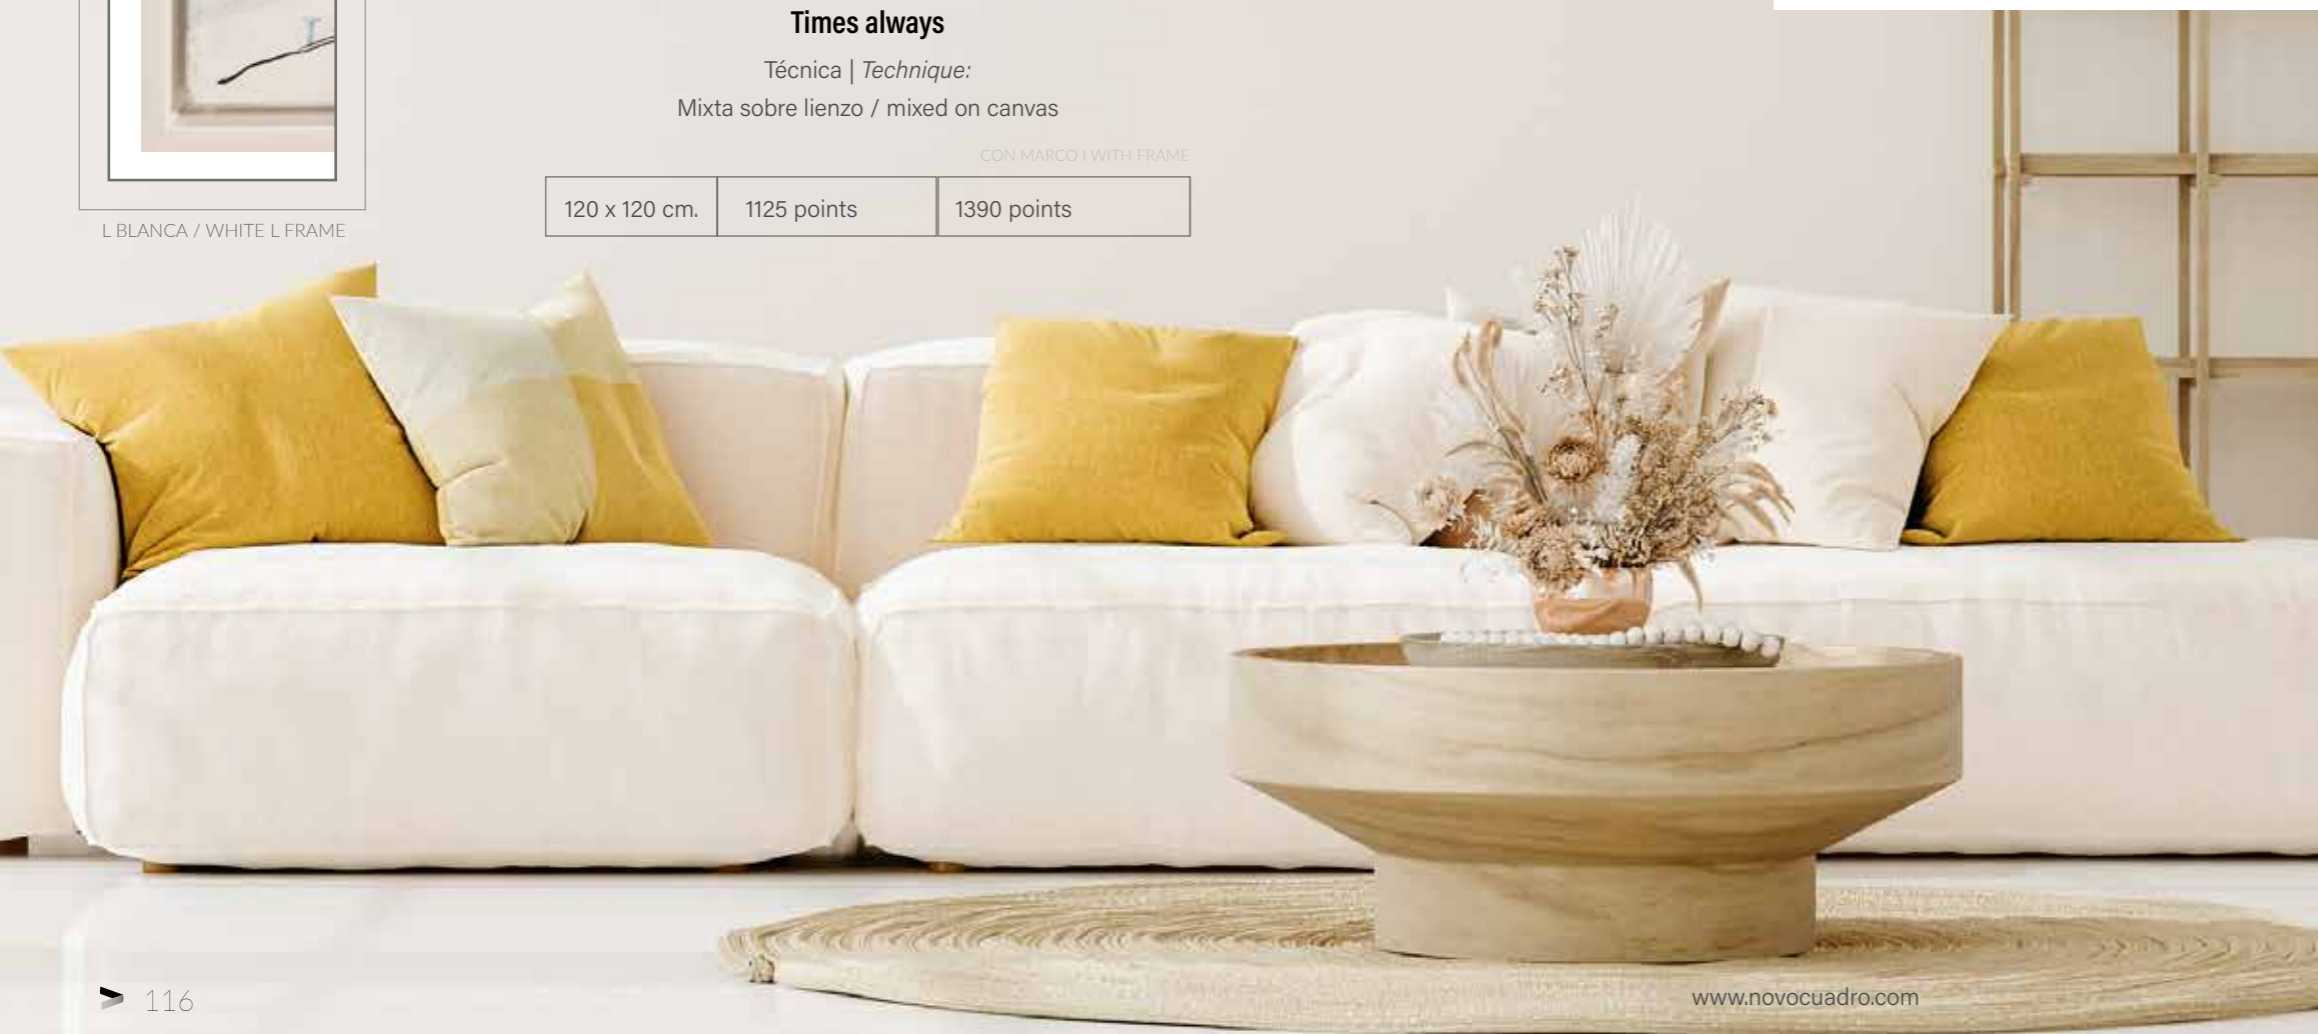 Times always
Técnica | Technique:
Mixta sobre lienzo / mixed on canvas
CON MARCO I WITH FRAME
120 x 120 cm. 1125 points 1390 points
L BLANCA / WHITE L FRAME
116
www.novocuadro.com